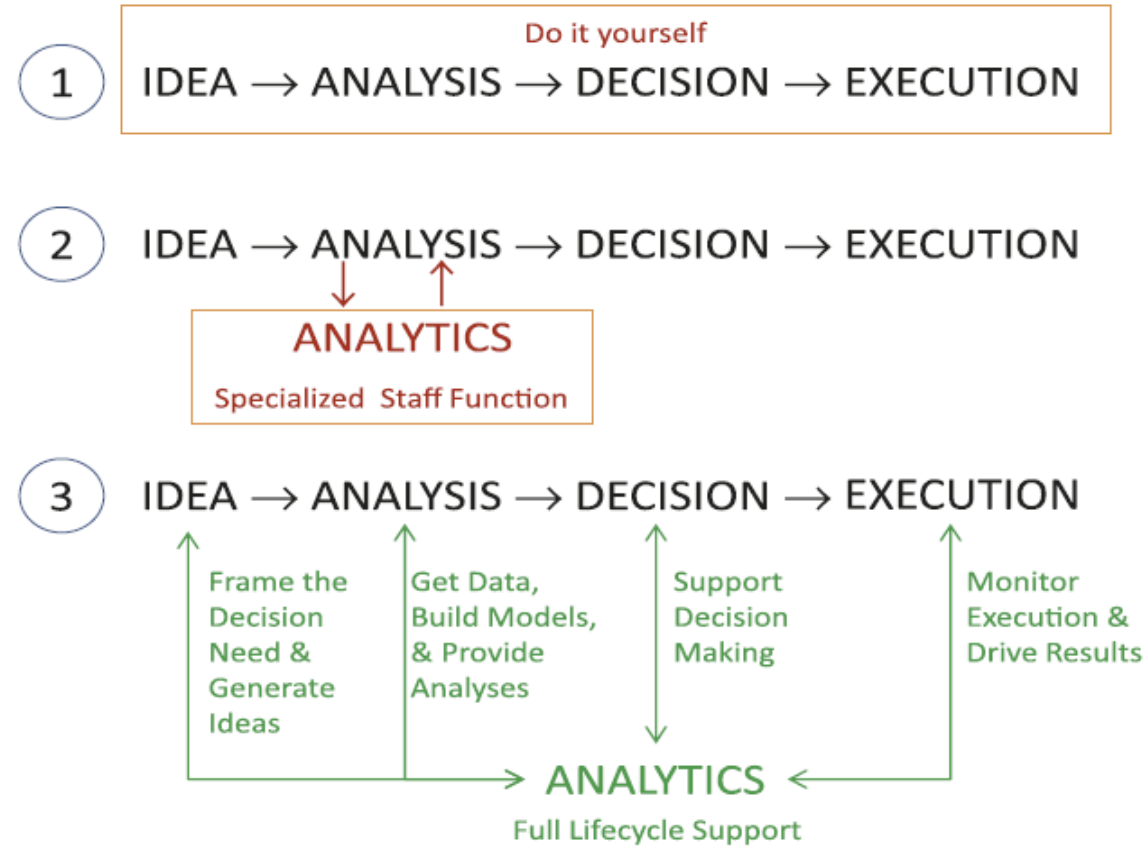 Do it yourself
1 IDEA → ANALYSIS → DECISION → EXECUTION
2 IDEA → ANALYSIS → DECISION → EXECUTION
ANALYTICS
Specialized Staff Function
3 IDEA → ANALYSIS → DECISION → EXECUTION
Frame the
Decision
Need &
Generate
Ideas
Get Data,
Build Models,
& Provide
Analyses
Support
Decision
Making
Monitor
Execution &
Drive Results
ANALYTICS
Full Lifecycle Support